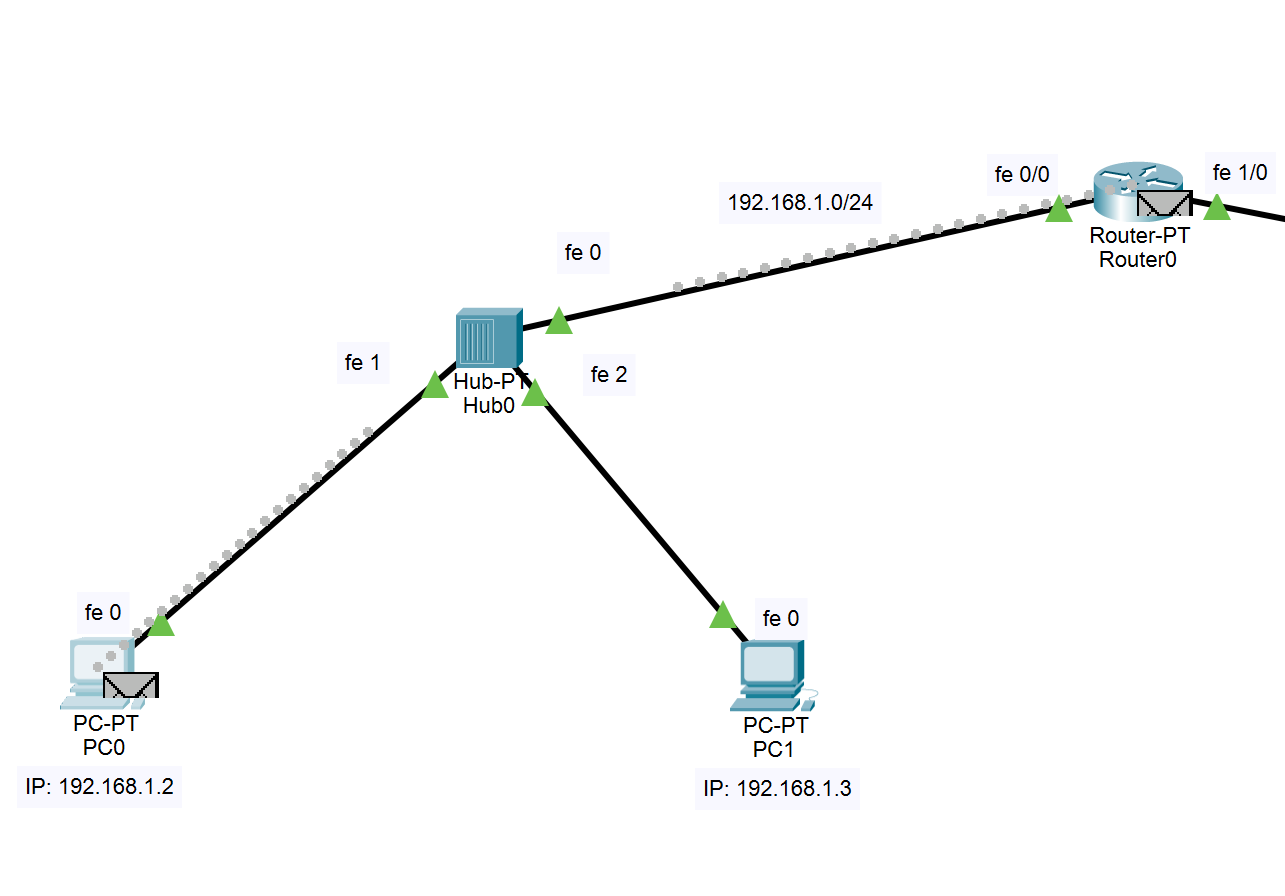 fe 0/0
fe 1/0
192.168.1.0/24
Router-PT
Router0
fe 0
fe 1
fe 2
Hub-PT
Hub0
fe 0
fe 0
PC-PT
PC0
PC-PT
PC1
IP: 192.168.1.2
IP: 192.168.1.3